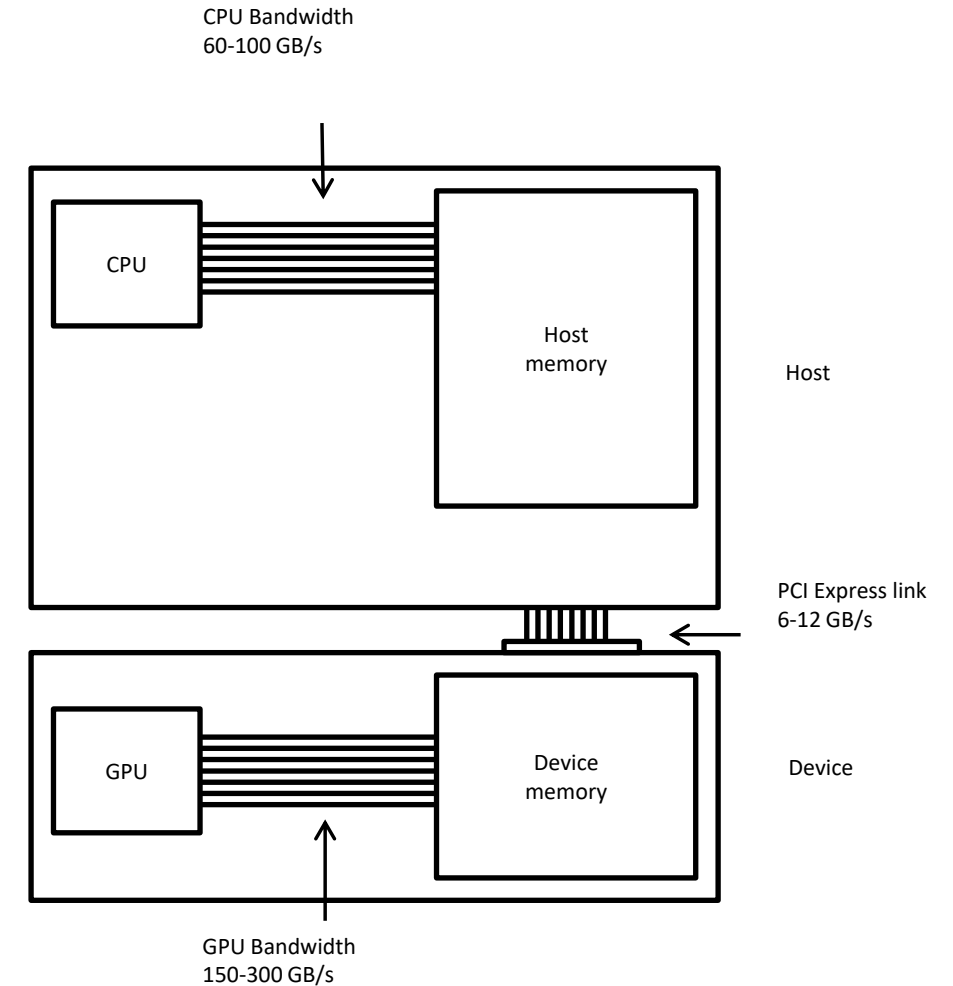 CPU Bandwidth
60-100 GB/s
CPU
Host
memory
Host
PCI Express link
6-12 GB/s
GPU
Device
memory
Device
GPU Bandwidth
150-300 GB/s